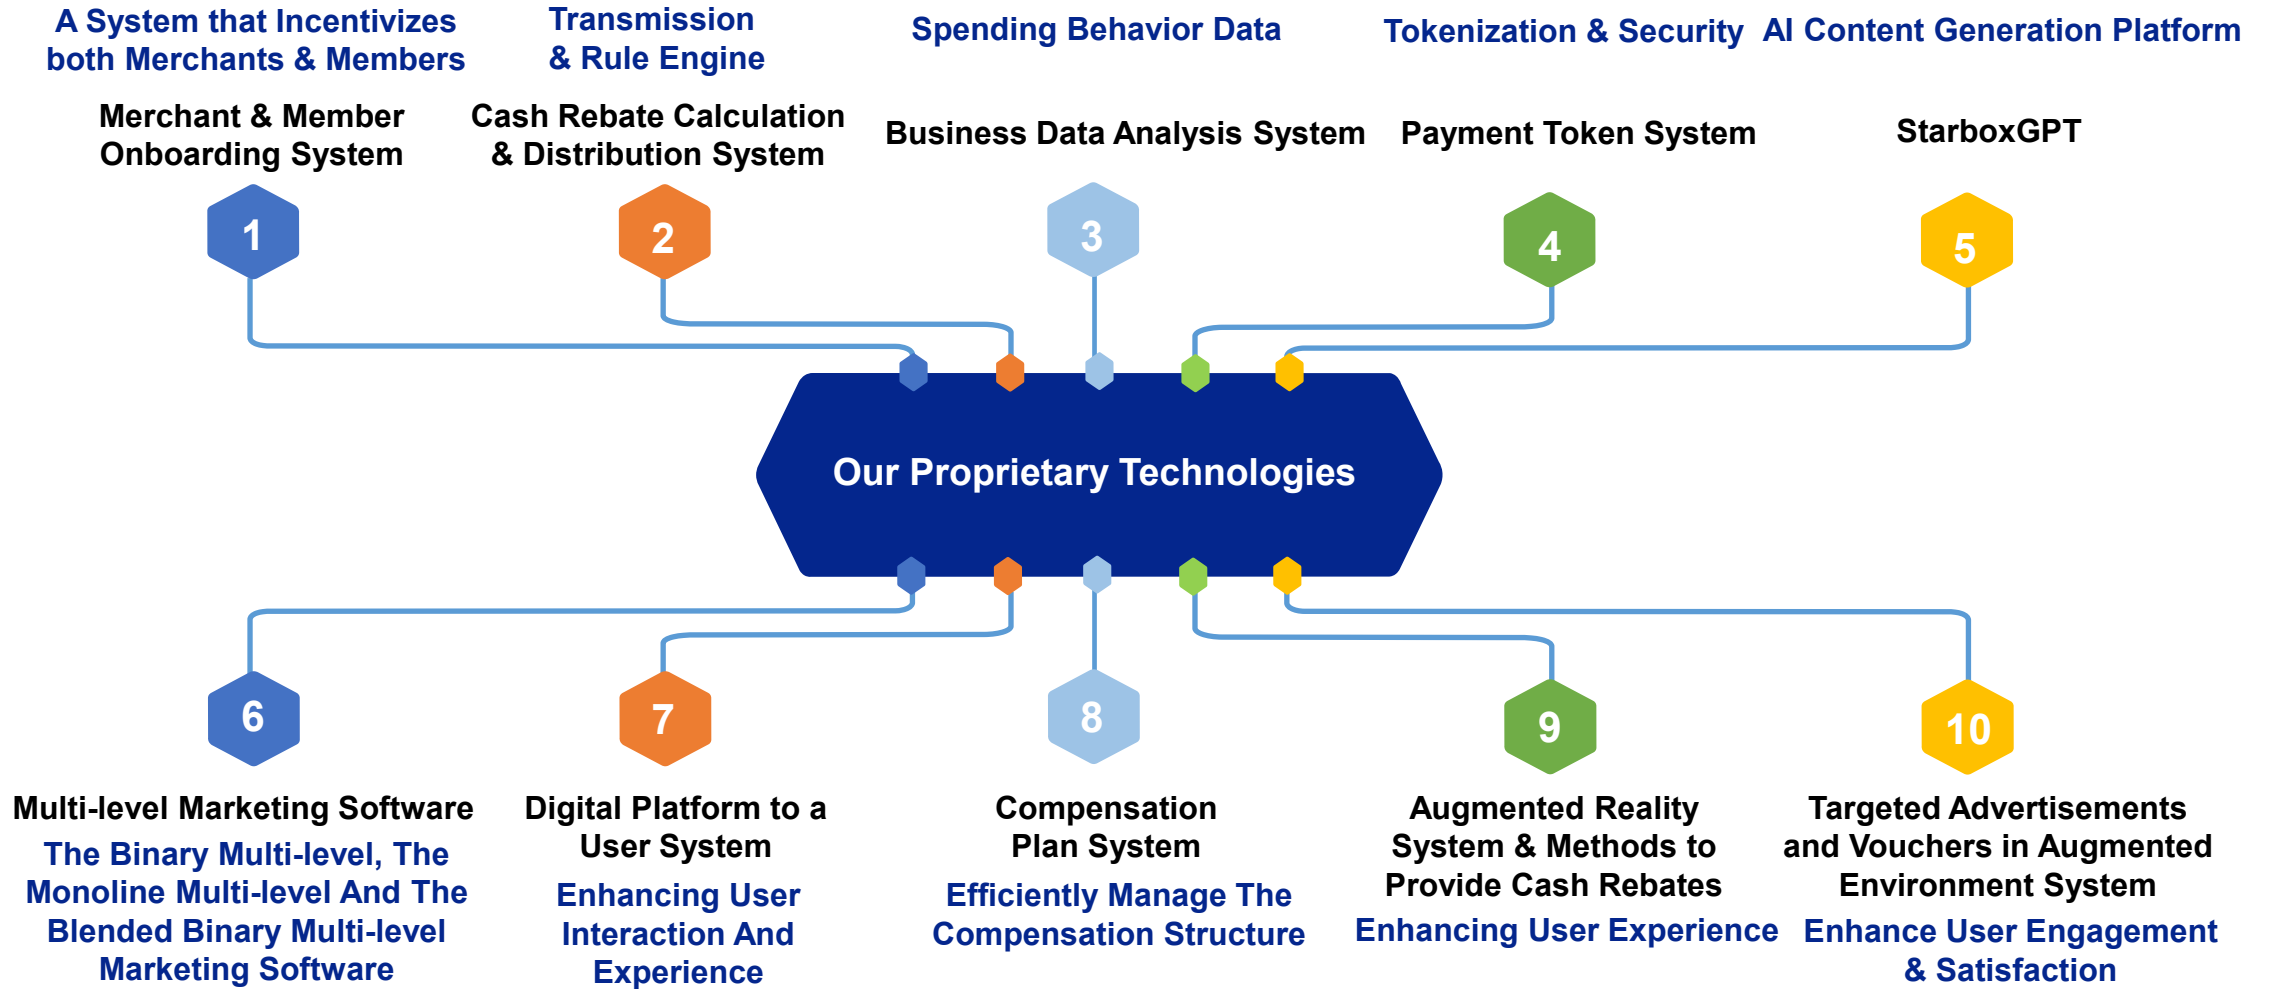 A System that Incentivizes
both Merchants & Members
Merchant & Member
Onboarding System
1
Transmission
& Rule Engine
Cash Rebate Calculation
& Distribution System
2
Spending Behavior Data
Business Data Analysis System
3
Tokenization & Security
Payment Token System
4
AI Content Generation Platform
StarboxGPT
5
Our Proprietary Technologies
6
Multi-level Marketing Software
The Binary Multi-level, The
Monoline Multi-level And The
Blended Binary Multi-level
Marketing Software
7
Digital Platform to a
User System
Enhancing User
Interaction And
Experience
8
Compensation
Plan System
Efficiently Manage The
Compensation Structure
9
Augmented Reality
System & Methods to
Provide Cash Rebates
Enhancing User Experience
10
Targeted Advertisements
and Vouchers in Augmented
Environment System
Enhance User Engagement
& Satisfaction